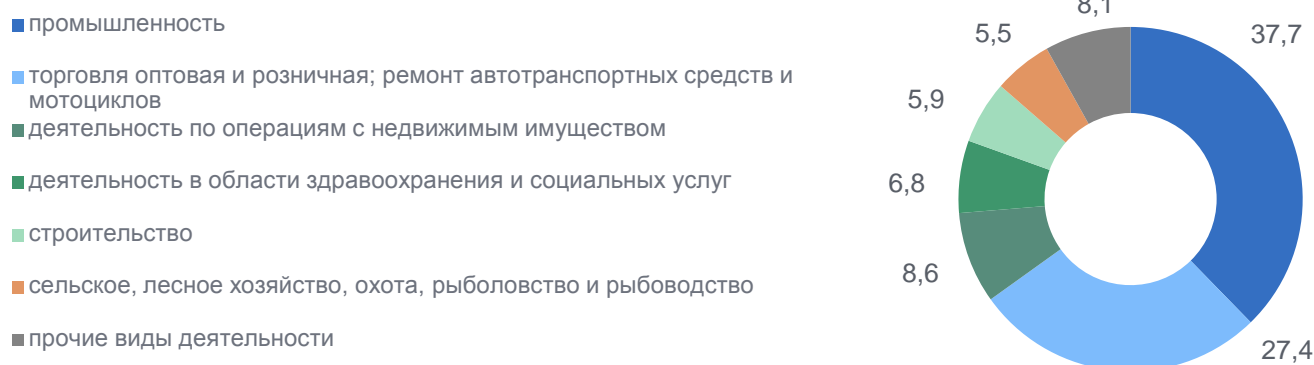 промышленность
торговля оптовая и розничная; ремонт автотранспортных средств и
мотоциклов
деятельность по операциям с недвижимым имуществом
деятельность в области здравоохранения и социальных услуг
строительство
сельское, лесное хозяйство, охота, рыболовство и рыбоводство
прочие виды деятельности
8,1
5,5
37,7
5,9
6,8
8,6
27,4